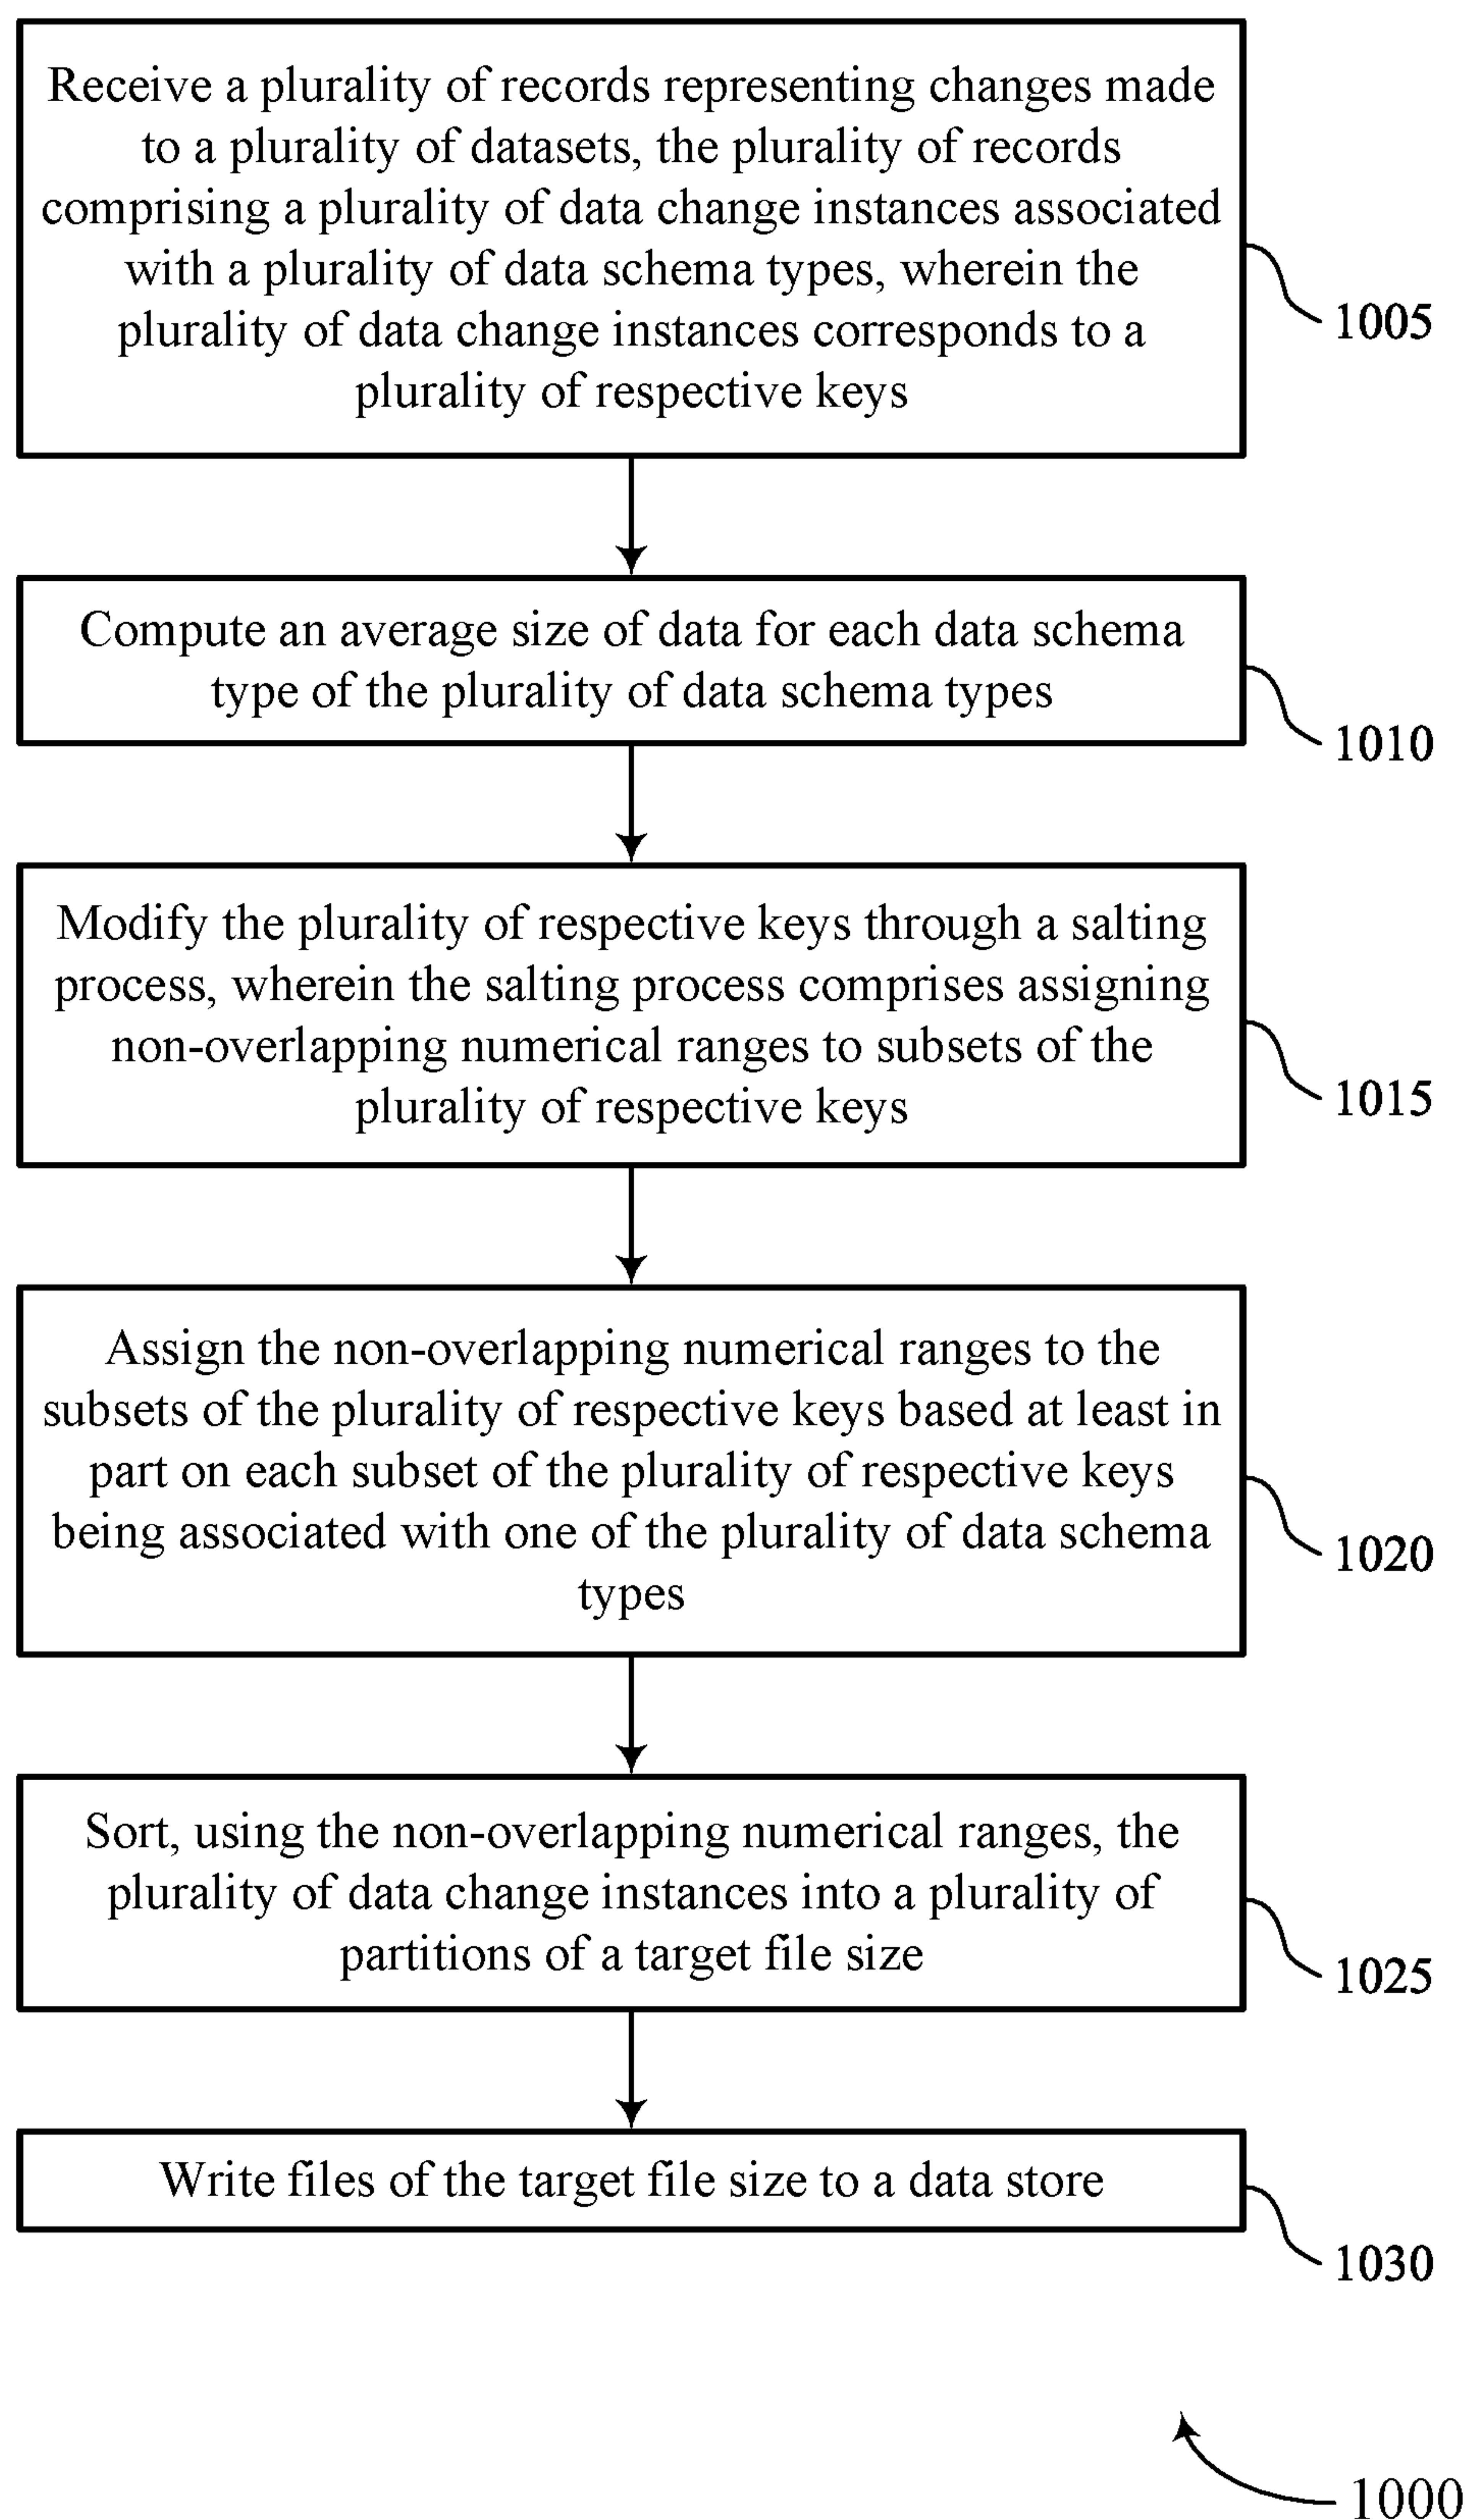 Receive a plurality of records representing changes made
to a plurality of datasets, the plurality of records
comprising a plurality of data change instances associated
with a plurality of data schema types, wherein the
plurality of data change instances corresponds to a
plurality of respective keys
1005
Compute an average size of data for each data schema
type of the plurality of data schema types
1010
Modify the plurality of respective keys through a salting
process, wherein the salting process comprises assigning
non-overlapping numerical ranges to subsets of the
plurality of respective keys
1015
Assign the non-overlapping numerical ranges to the
subsets of the plurality of respective keys based at least in
part on each subset of the plurality of respective keys
being associated with one of the plurality of data schema
types
1020
Sort, using the non-overlapping numerical ranges, the
plurality of data change instances into a plurality of
partitions of a target file size
1025
Write files of the target file size to a data store
1030
1000